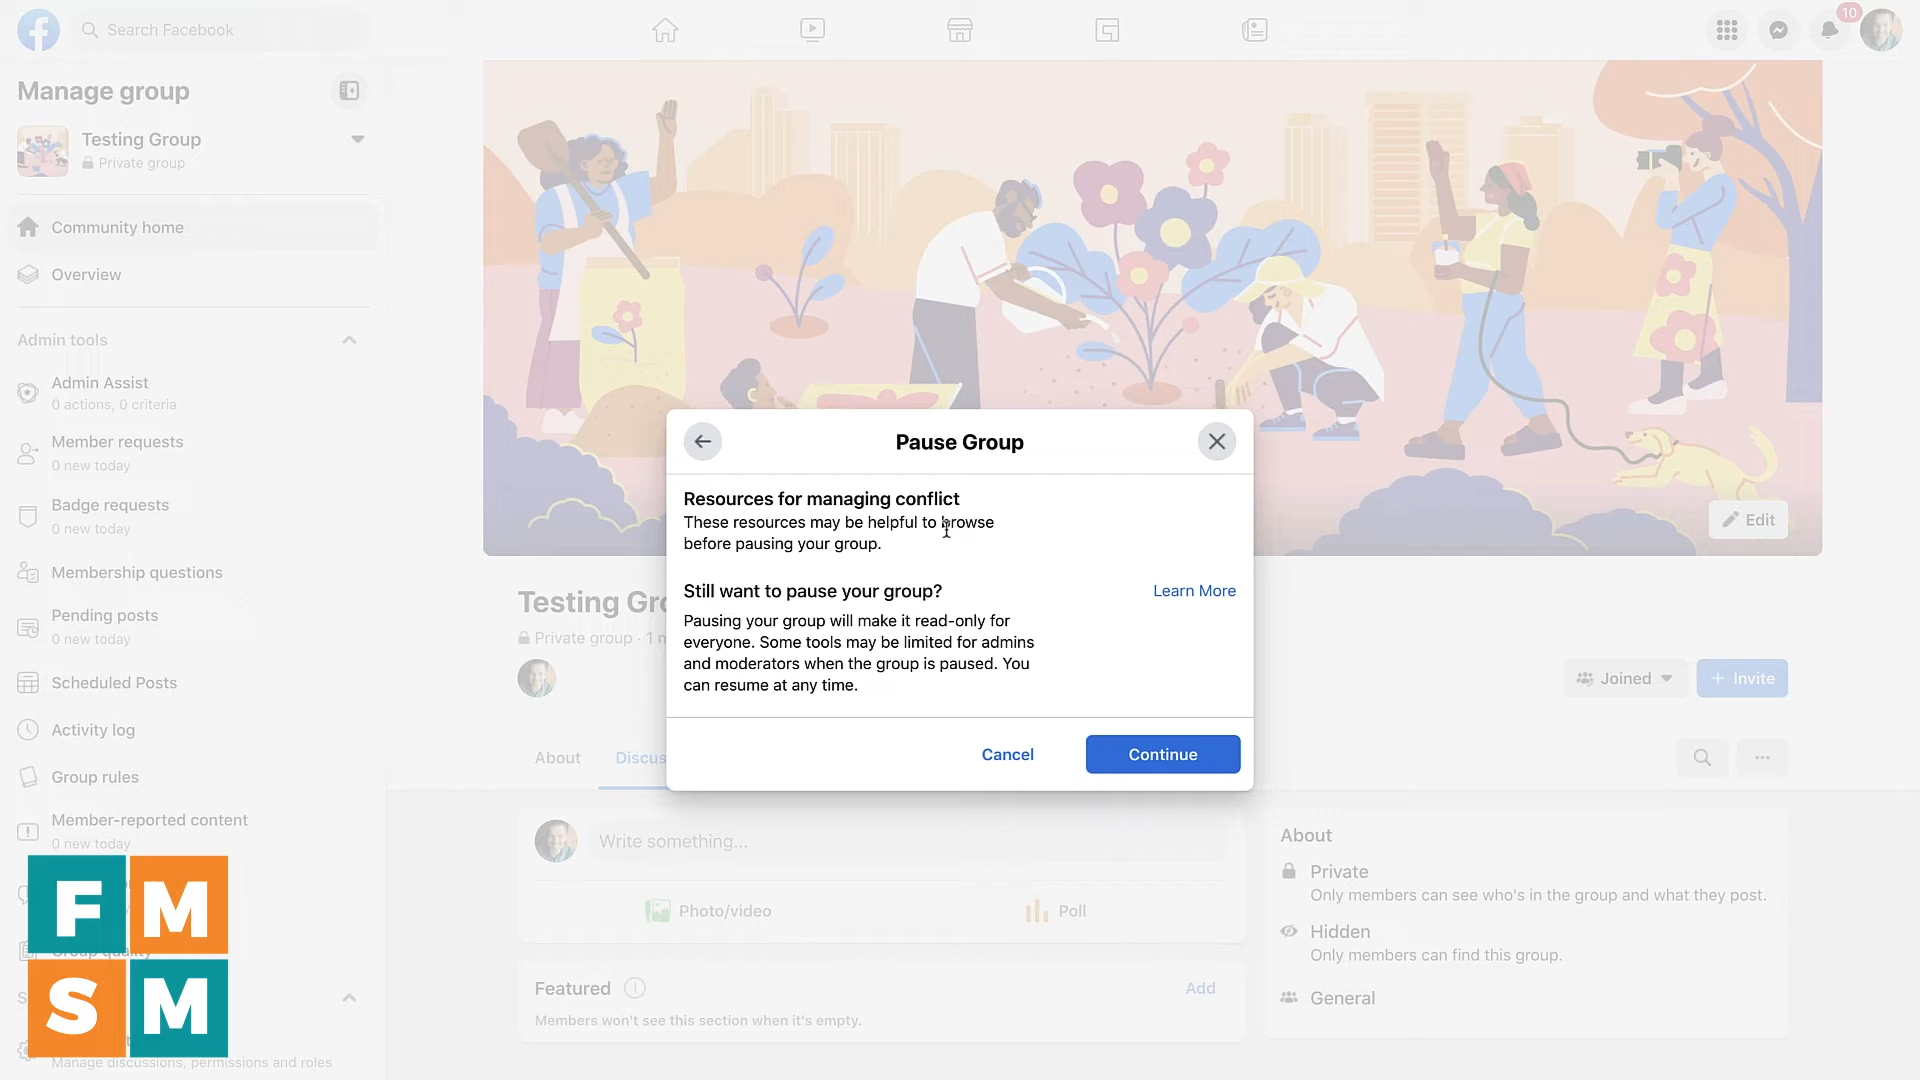 Search Facebook
10
Manage group
Testing Group
Private group
Community home
Overview
Admin tools
Admin Assist
0 actions, 0 criteria
Member requests
0 new today
Badge requests
0 new today
Membership questions
Pending posts
0 new today
Scheduled Posts
Activity log
Group rules
Member-reported content
0 new today
Group quality
Manage discussions, permissions and roles
F M
S M
Edit
Testing Gro
Private group · 1 m
Joined
+ Invite
About
Discus
Write something...
Photo/video
Poll
Featured
Add
Members won't see this section when it's empty.
About
Private
Only members can see who's in the group and what they post.
Hidden
Only members can find this group.
General
Pause Group
Resources for managing conflict
These resources may be helpful to browse
before pausing your group.
Still want to pause your group?
Learn More
Pausing your group will make it read-only for
everyone. Some tools may be limited for admins
and moderators when the group is paused. You
can resume at any time.
Cancel
Continue